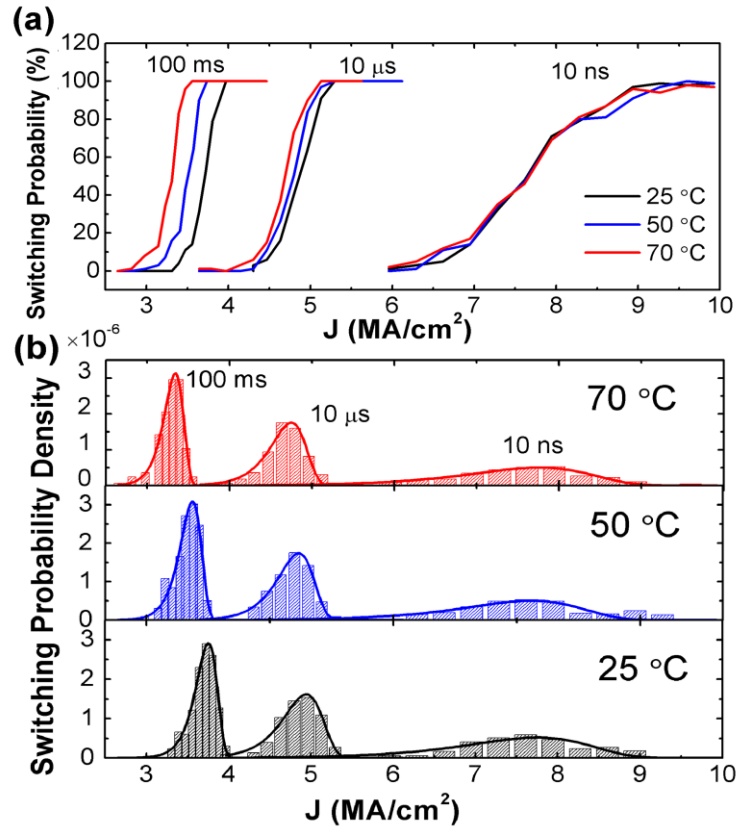 (a)
Switching Probability (%)
120
100
80
60
40
20
0
100 ms
10 μs
10 ns
25 °C
50 °C
70 °C
3 4 5 6 7 8 9 10
J (MA/cm²)
(b)
×10⁻⁶
Switching Probability Density
3
2
1
0
100 ms
10 μs
10 ns
70 °C
3
2
1
0
50 °C
3
2
1
0
25 °C
3 4 5 6 7 8 9 10
J (MA/cm²)